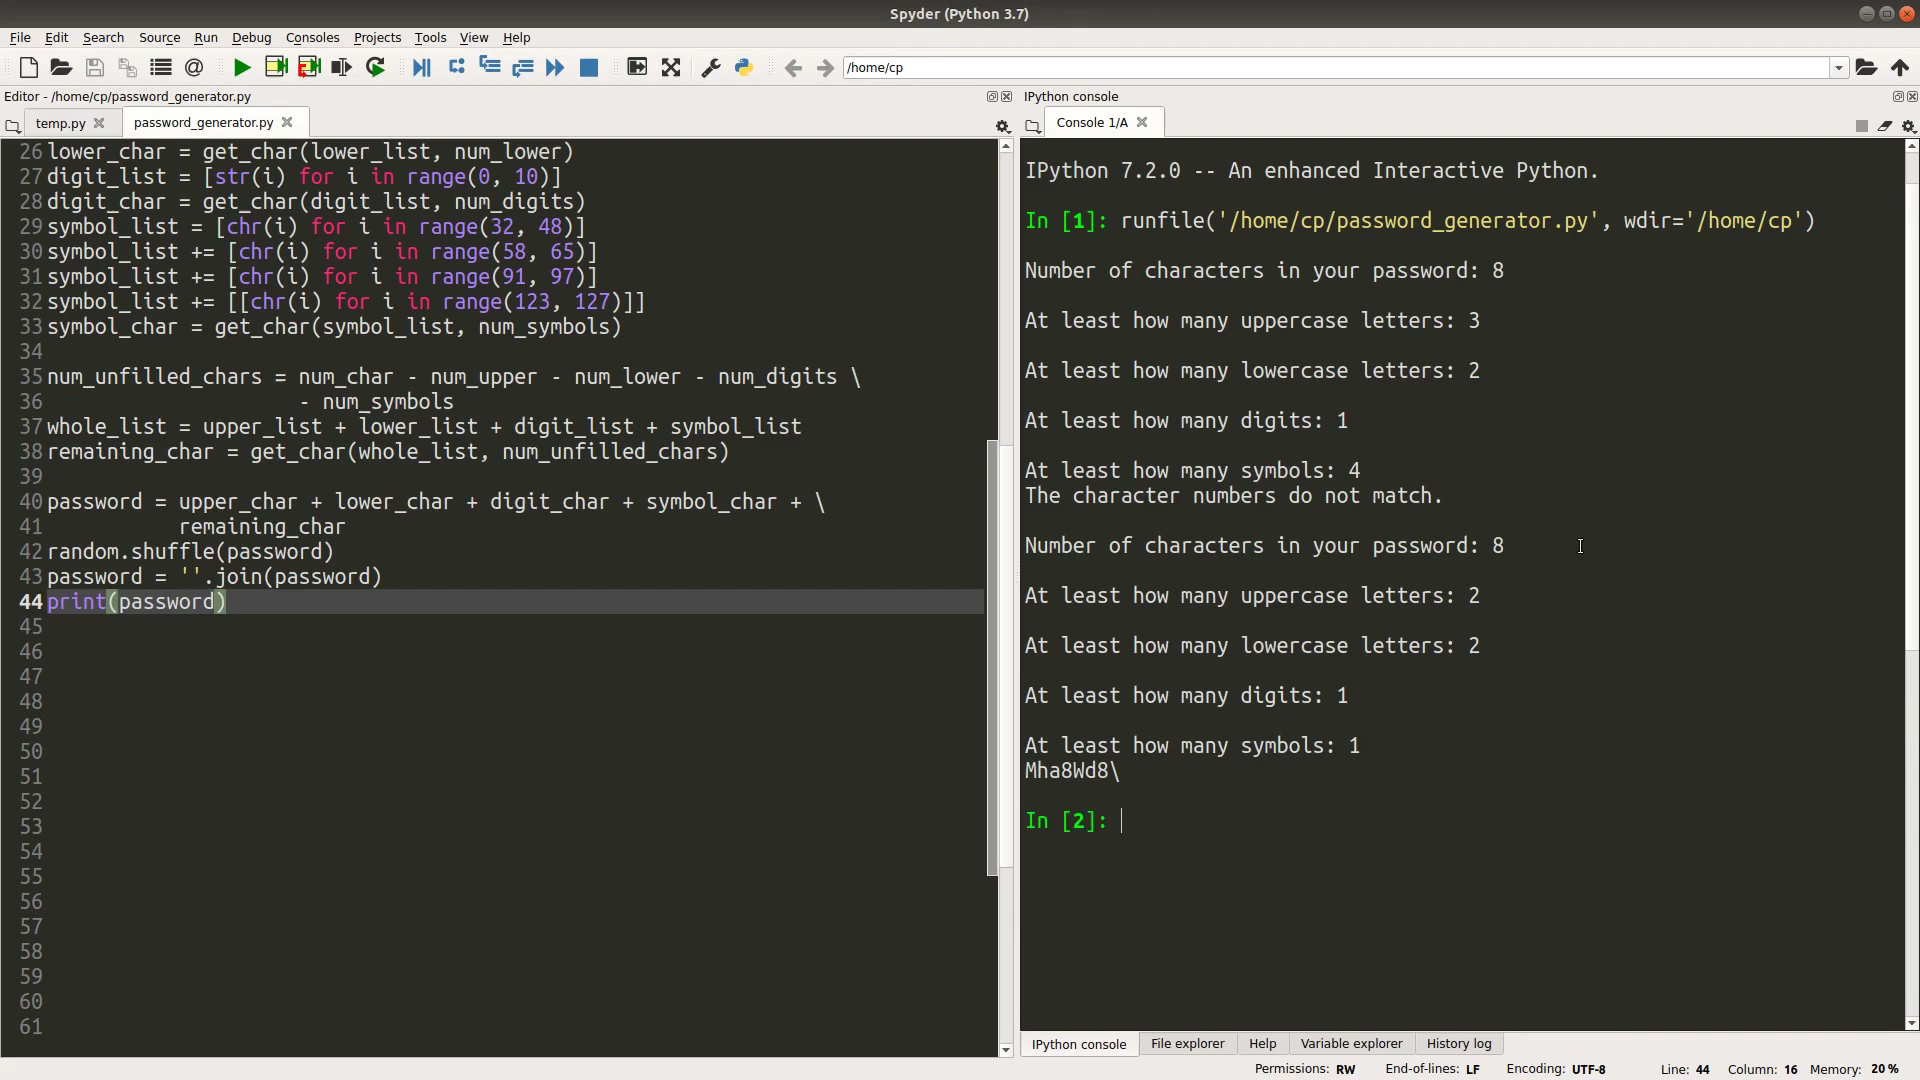 Spyder (Python 3.7)
File Edit Search Source Run Debug Consoles Projects Tools View Help
/home/cp
Editor - /home/cp/password_generator.py
temp.py
password_generator.py
26 lower_char = get_char(lower_list, num_lower)
27 digit_list = [str(i) for i in range(0, 10)]
28 digit_char = get_char(digit_list, num_digits)
29 symbol_list = [chr(i) for i in range(32, 48)]
30 symbol_list += [chr(i) for i in range(58, 65)]
31 symbol_list += [chr(i) for i in range(91, 97)]
32 symbol_list += [[chr(i) for i in range(123, 127)]]
33 symbol_char = get_char(symbol_list, num_symbols)
34
35 num_unfilled_chars = num_char - num_upper - num_lower - num_digits \
36                      - num_symbols
37 whole_list = upper_list + lower_list + digit_list + symbol_list
38 remaining_char = get_char(whole_list, num_unfilled_chars)
39
40 password = upper_char + lower_char + digit_char + symbol_char + \
41            remaining_char
42 random.shuffle(password)
43 password = ''.join(password)
44 print(password)
45
46
47
48
49
50
51
52
53
54
55
56
57
58
59
60
61
IPython console
Console 1/A
IPython 7.2.0 -- An enhanced Interactive Python.
In [1]: runfile('/home/cp/password_generator.py', wdir='/home/cp')
Number of characters in your password: 8
At least how many uppercase letters: 3
At least how many lowercase letters: 2
At least how many digits: 1
At least how many symbols: 4
The character numbers do not match.
Number of characters in your password: 8
At least how many uppercase letters: 2
At least how many lowercase letters: 2
At least how many digits: 1
At least how many symbols: 1
Mha8Wd8\
In [2]:
IPython console File explorer Help Variable explorer History log
Permissions: RW End-of-lines: LF Encoding: UTF-8 Line: 44 Column: 16 Memory: 20 %